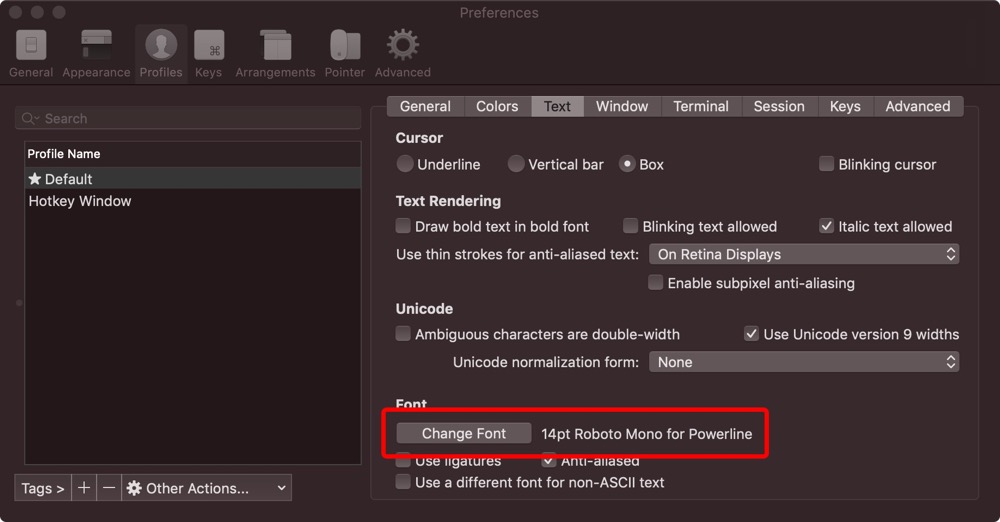 Preferences
General Appearance Profiles Keys Arrangements Pointer Advanced
Search
Profile Name
★ Default
Hotkey Window
Tags > + − Other Actions...
General Colors Text Window Terminal Session Keys Advanced
Cursor
Underline Vertical bar Box Blinking cursor
Text Rendering
Draw bold text in bold font Blinking text allowed Italic text allowed
Use thin strokes for anti-aliased text: On Retina Displays
Enable subpixel anti-aliasing
Unicode
Ambiguous characters are double-width Use Unicode version 9 widths
Unicode normalization form: None
Font
Change Font 14pt Roboto Mono for Powerline
Use ligatures Anti-aliased
Use a different font for non-ASCII text